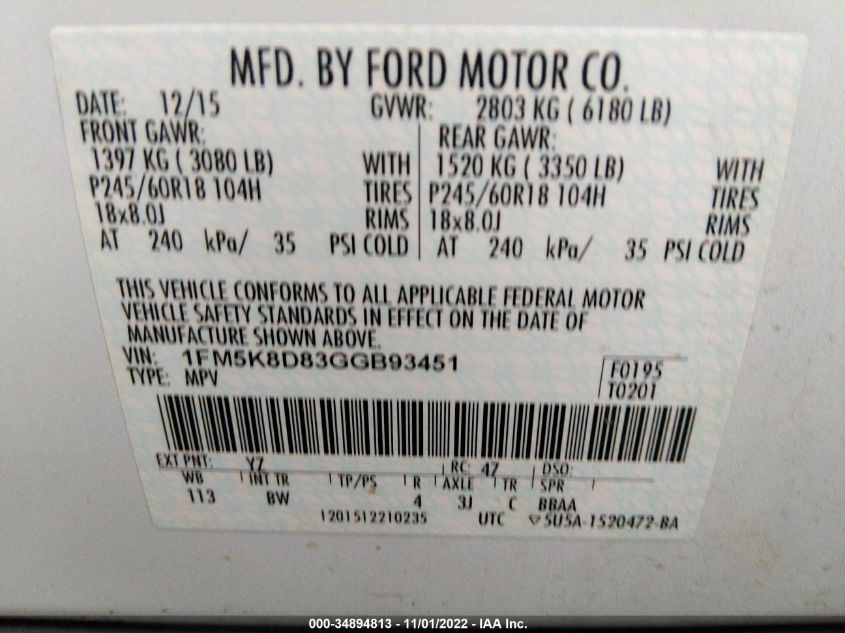 MFD. BY FORD MOTOR CO.
DATE: 12/15 GVWR: 2803 KG ( 6180 LB)
FRONT GAWR: REAR GAWR:
1397 KG ( 3080 LB) WITH 1520 KG ( 3350 LB) WITH
P245/60R18 104H TIRES P245/60R18 104H TIRES
18x8.0J RIMS 18x8.0J RIMS
AT 240 kPa/ 35 PSI COLD AT 240 kPa/ 35 PSI COLD
THIS VEHICLE CONFORMS TO ALL APPLICABLE FEDERAL MOTOR
VEHICLE SAFETY STANDARDS IN EFFECT ON THE DATE OF
MANUFACTURE SHOWN ABOVE.
VIN: 1FM5K8D83GGB93451 F0195
TYPE: MPV T0201
EXT PNT: YZ RC: 47 DSO:
WB INT TR TP/PS R AXLE TR SPR
113 BW 4 3J C BBAA
1201512210235 UTC ▽5U5A-1520472-BA
000-34894813 - 11/01/2022 - IAA Inc.